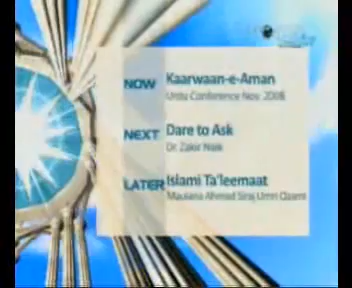 NOW Kaarwaan-e-Aman
Urdu Conference Nov. 2008
NEXT Dare to Ask
Dr. Zakir Naik
LATER Islami Ta'leemaat
Maulana Ahmad Siraj Umri Qasmi